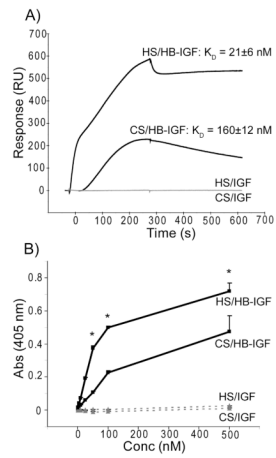 A)
700
600
500
400
300
200
100
0
Response (RU)
HS/HB-IGF: K_D = 21±6 nM
CS/HB-IGF: K_D = 160±12 nM
HS/IGF
CS/IGF
0 100 200 300 400 500 600 700
Time (s)
B)
0.8
0.6
0.4
0.2
0
Abs (405 nm)
* * *
HS/HB-IGF
CS/HB-IGF
HS/IGF
CS/IGF
0 100 200 300 400 500
Conc (nM)